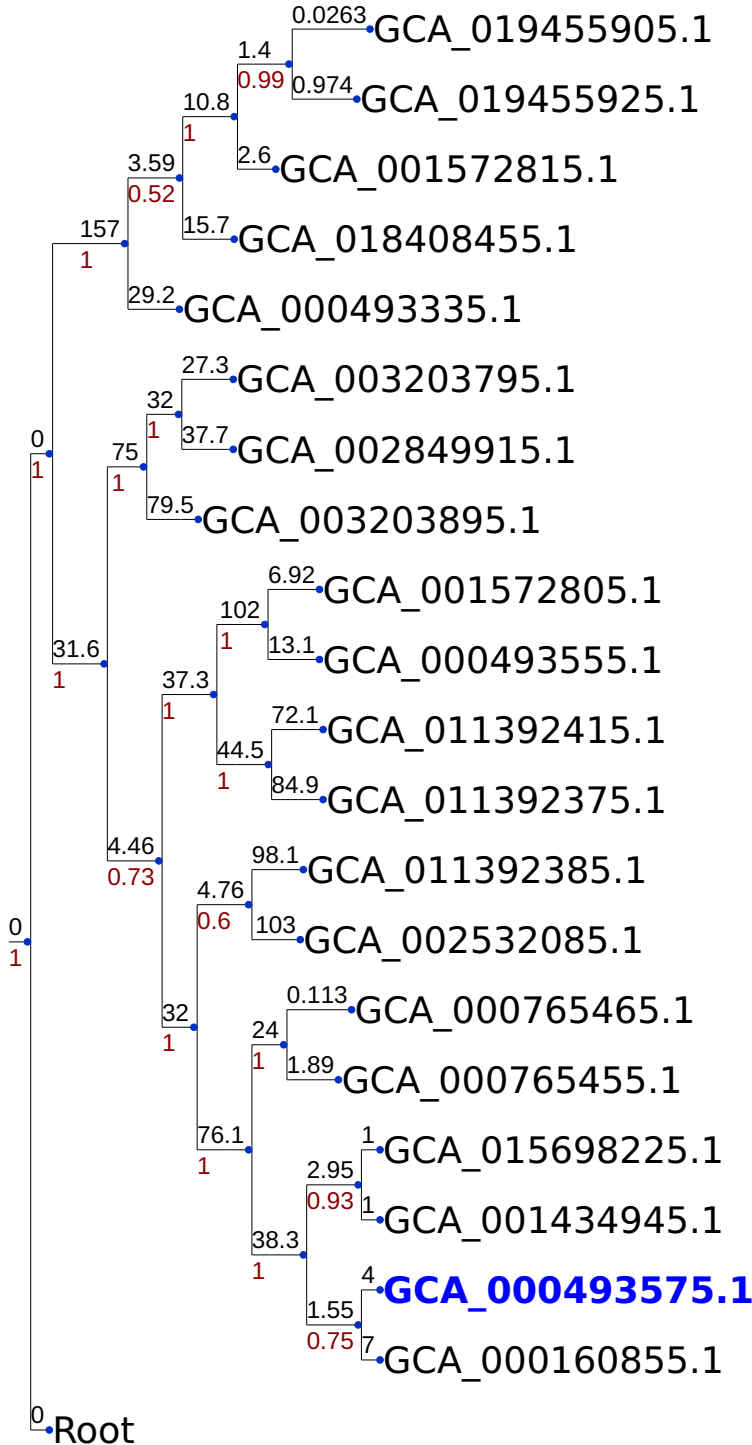 0.0263
GCA_019455905.1
1.4
0.99
0.974
GCA_019455925.1
10.8
1
2.6
GCA_001572815.1
3.59
0.52
15.7
GCA_018408455.1
157
1
29.2
GCA_000493335.1
27.3
GCA_003203795.1
32
1
37.7
GCA_002849915.1
0
1
75
1
79.5
GCA_003203895.1
6.92
GCA_001572805.1
102
1
13.1
GCA_000493555.1
31.6
1
37.3
1
72.1
GCA_011392415.1
44.5
1
84.9
GCA_011392375.1
4.46
0.73
98.1
GCA_011392385.1
4.76
0.6
103
GCA_002532085.1
0
1
32
1
0.113
GCA_000765465.1
24
1
1.89
GCA_000765455.1
76.1
1
1
GCA_015698225.1
2.95
0.93
1
GCA_001434945.1
38.3
1
4
GCA_000493575.1
1.55
0.75
7
GCA_000160855.1
0
Root